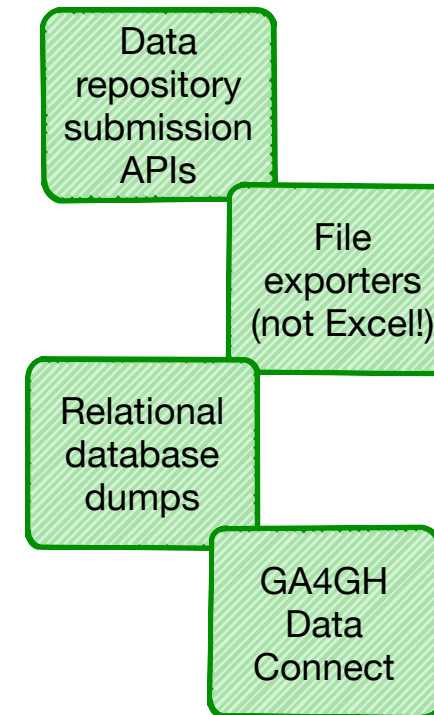 Data
repository
submission
APIs
File
exporters
(not Excel!)
Relational
database
dumps
GA4GH
Data
Connect